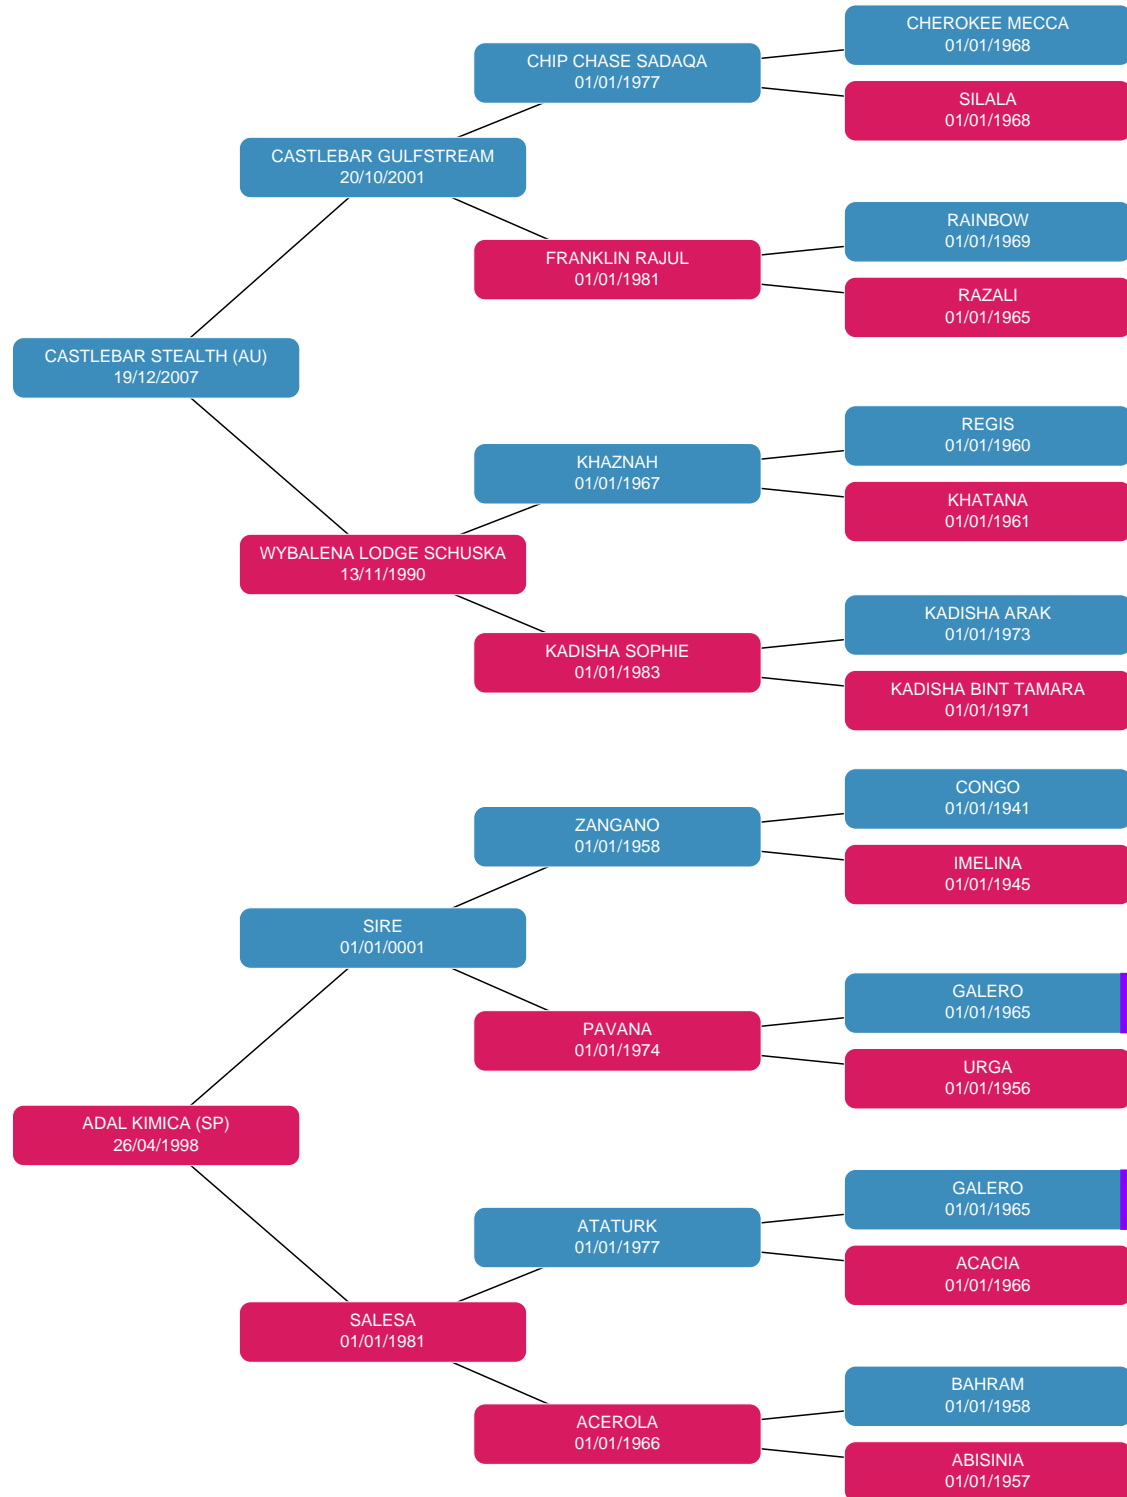 CHEROKEE MECCA
01/01/1968
CHIP CHASE SADAQA
01/01/1977
SILALA
01/01/1968
CASTLEBAR GULFSTREAM
20/10/2001
RAINBOW
01/01/1969
FRANKLIN RAJUL
01/01/1981
RAZALI
01/01/1965
CASTLEBAR STEALTH (AU)
19/12/2007
REGIS
01/01/1960
KHAZNAH
01/01/1967
KHATANA
01/01/1961
WYBALENA LODGE SCHUSKA
13/11/1990
KADISHA ARAK
01/01/1973
KADISHA SOPHIE
01/01/1983
KADISHA BINT TAMARA
01/01/1971
CONGO
01/01/1941
ZANGANO
01/01/1958
IMELINA
01/01/1945
SIRE
01/01/0001
GALERO
01/01/1965
PAVANA
01/01/1974
URGA
01/01/1956
ADAL KIMICA (SP)
26/04/1998
GALERO
01/01/1965
ATATURK
01/01/1977
ACACIA
01/01/1966
SALESA
01/01/1981
BAHRAM
01/01/1958
ACEROLA
01/01/1966
ABISINIA
01/01/1957